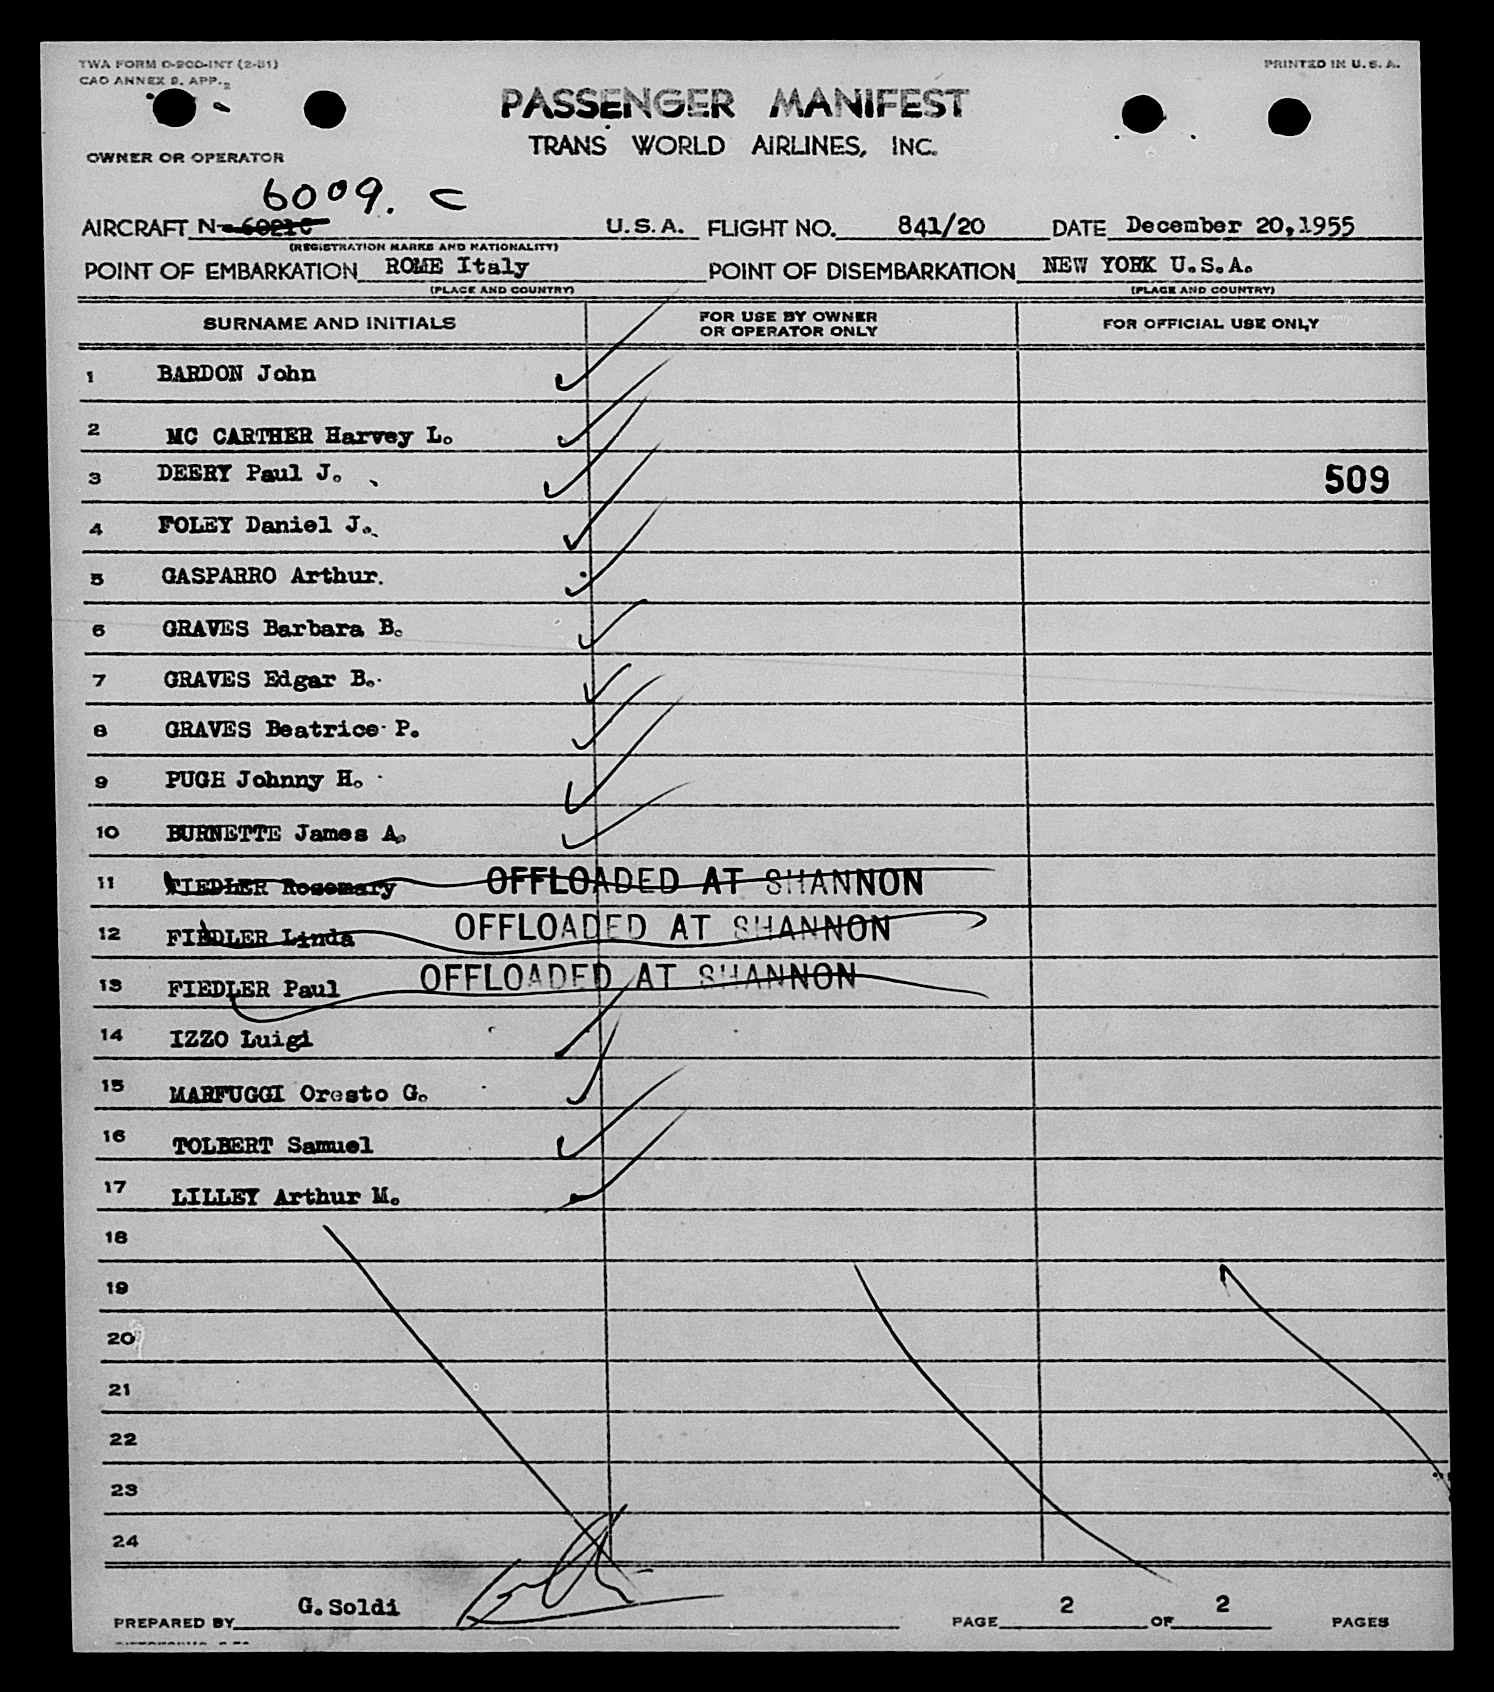 TWA FORM O-900-INT (2-51)
CAO ANNEX 9. APP. 2
PRINTED IN U.S.A.
PASSENGER MANIFEST
TRANS WORLD AIRLINES, INC.
OWNER OR OPERATOR
6009. C
AIRCRAFT N-6021C U.S.A. FLIGHT NO. 841/20 DATE December 20,1955
(REGISTRATION MARKS AND NATIONALITY)
POINT OF EMBARKATION ROME Italy POINT OF DISEMBARKATION NEW YORK U.S.A.
(PLACE AND COUNTRY) (PLACE AND COUNTRY)
SURNAME AND INITIALS FOR USE BY OWNER OR OPERATOR ONLY FOR OFFICIAL USE ONLY
1 BARDON John
2 MC CARTHER Harvey L.
3 DEERY Paul J. 509
4 FOLEY Daniel J.
5 GASPARRO Arthur.
6 GRAVES Barbara B.
7 GRAVES Edgar B.
8 GRAVES Beatrice P.
9 PUGH Johnny H.
10 BURNETTE James A.
11 FIEDLER Rosemary OFFLOADED AT SHANNON
12 FIEDLER Linda OFFLOADED AT SHANNON
13 FIEDLER Paul OFFLOADED AT SHANNON
14 IZZO Luigi
15 MARFUGGI Oresto G.
16 TOLBERT Samuel
17 LILLEY Arthur M.
18
19
20
21
22
23
24
PREPARED BY G.Soldi PAGE 2 OF 2 PAGES